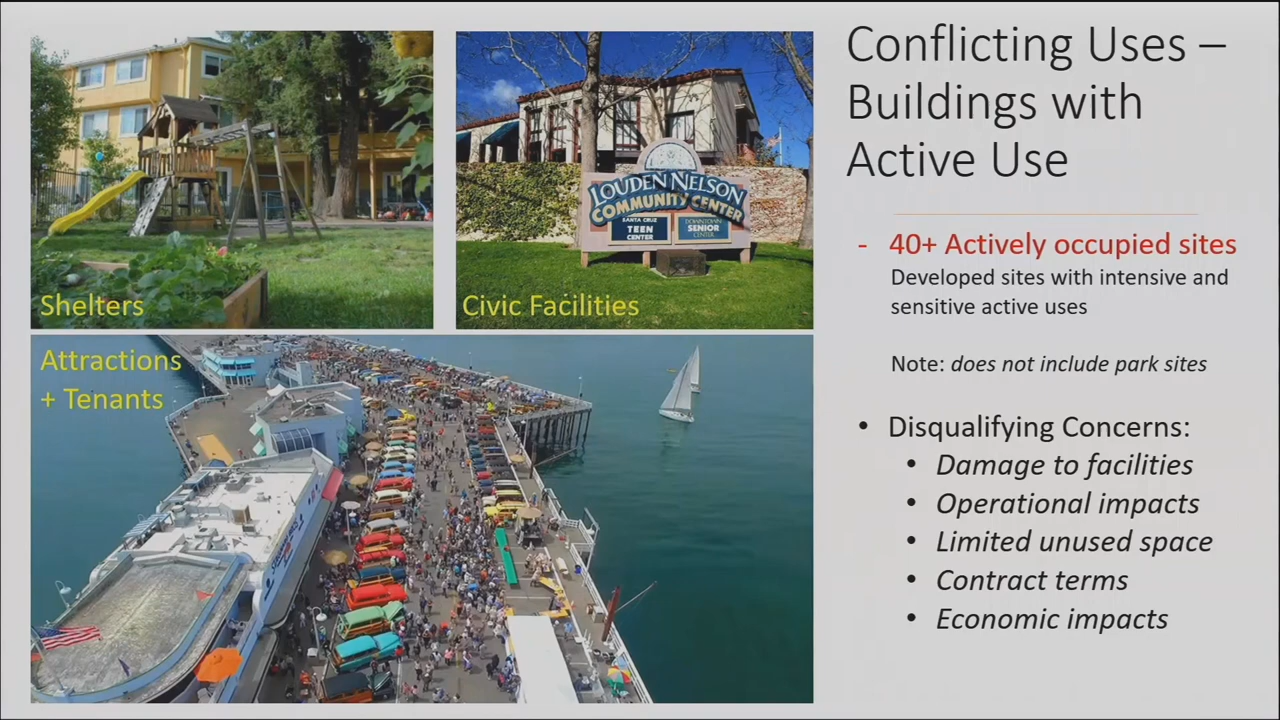 Conflicting Uses –
Buildings with
Active Use
Shelters
LOUDEN NELSON
COMMUNITY CENTER
SANTA CRUZ
TEEN
CENTER
DOWNTOWN
SENIOR
CENTER
Civic Facilities
Attractions
+ Tenants
- 40+ Actively occupied sites
Developed sites with intensive and
sensitive active uses
Note: does not include park sites
• Disqualifying Concerns:
• Damage to facilities
• Operational impacts
• Limited unused space
• Contract terms
• Economic impacts